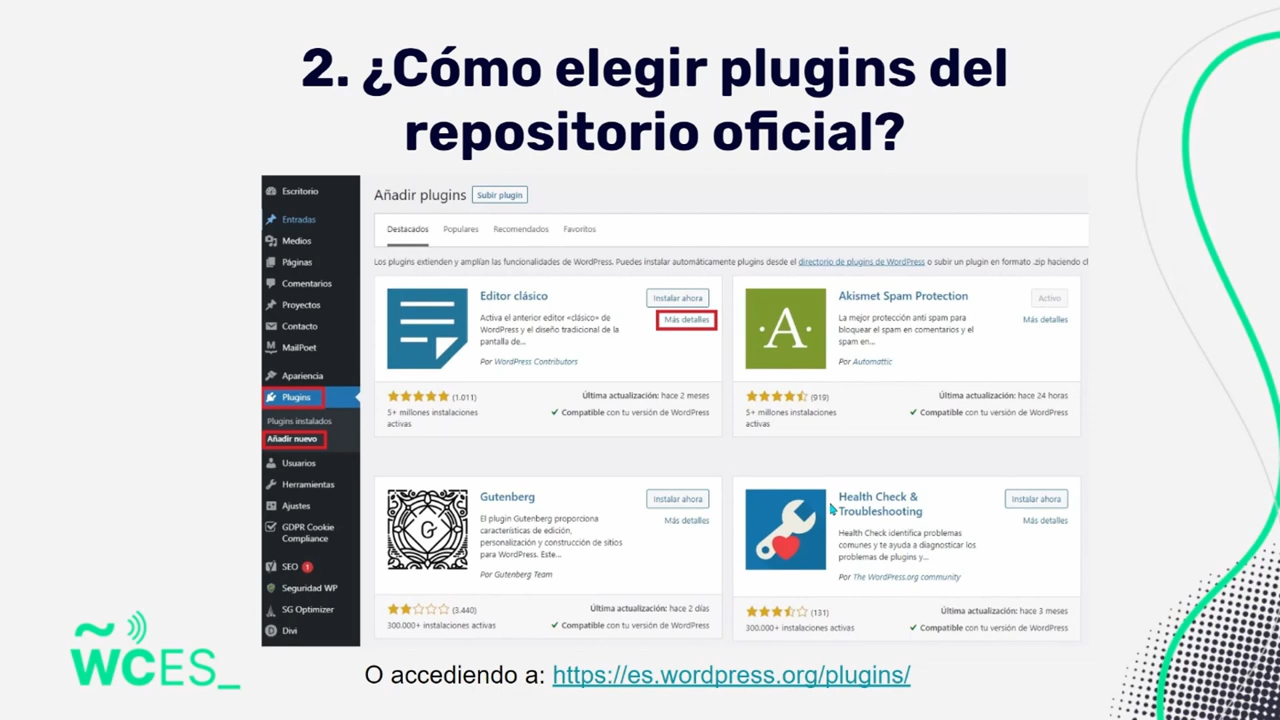 2. ¿Cómo elegir plugins del
repositorio oficial?
Escritorio
Entradas
Medios
Páginas
Comentarios
Proyectos
Contacto
MailPoet
Apariencia
Plugins
Plugins instalados
Añadir nuevo
Usuarios
Herramientas
Ajustes
GDPR Cookie
Compliance
SEO 1
Seguridad WP
SG Optimizer
Divi
Añadir plugins Subir plugin
Destacados Populares Recomendados Favoritos
Los plugins extienden y amplían las funcionalidades de WordPress. Puedes instalar automáticamente plugins desde el directorio de plugins de WordPress o subir un plugin en formato .zip haciendo cl
Editor clásico
Instalar ahora
Más detalles
Activa el anterior editor «clásico» de
WordPress y el diseño tradicional de la
pantalla de...
Por WordPress Contributors
(1.011)
5+ millones instalaciones
activas
Última actualización: hace 2 meses
Compatible con tu versión de WordPress
A
Akismet Spam Protection
Activo
Más detalles
La mejor protección anti spam para
bloquear el spam en comentarios y el
spam en...
Por Automattic
(919)
5+ millones instalaciones
activas
Última actualización: hace 24 horas
Compatible con tu versión de WordPress
G
Gutenberg
Instalar ahora
Más detalles
El plugin Gutenberg proporciona
características de edición,
personalización y construcción de sitios
para WordPress. Este...
Por Gutenberg Team
(3.440)
300.000+ instalaciones activas
Última actualización: hace 2 días
Compatible con tu versión de WordPress
Health Check &
Troubleshooting
Instalar ahora
Más detalles
Health Check identifica problemas
comunes y te ayuda a diagnosticar los
problemas de plugins y...
Por The WordPress.org community
(131)
300.000+ instalaciones activas
Última actualización: hace 3 meses
Compatible con tu versión de WordPress
WCES_
O accediendo a: https://es.wordpress.org/plugins/